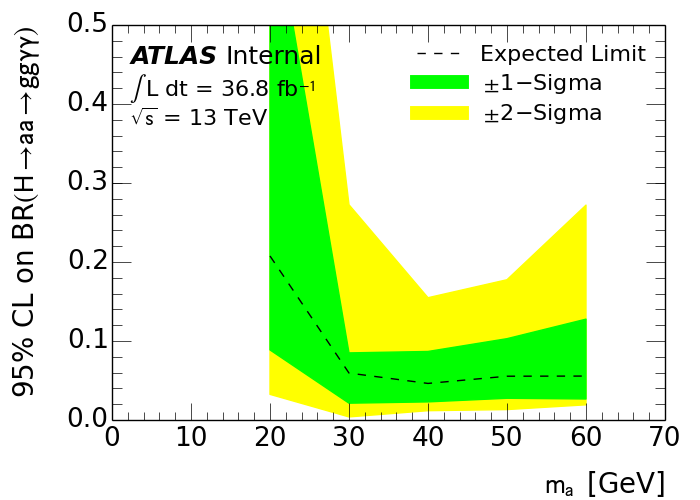 95% CL on BR(H→aa→ggγγ)
0.5
0.4
0.3
0.2
0.1
0.0
ATLAS Internal
∫L dt = 36.8 fb⁻¹
√s = 13 TeV
Expected Limit
±1−Sigma
±2−Sigma
0 10 20 30 40 50 60 70
mₐ [GeV]